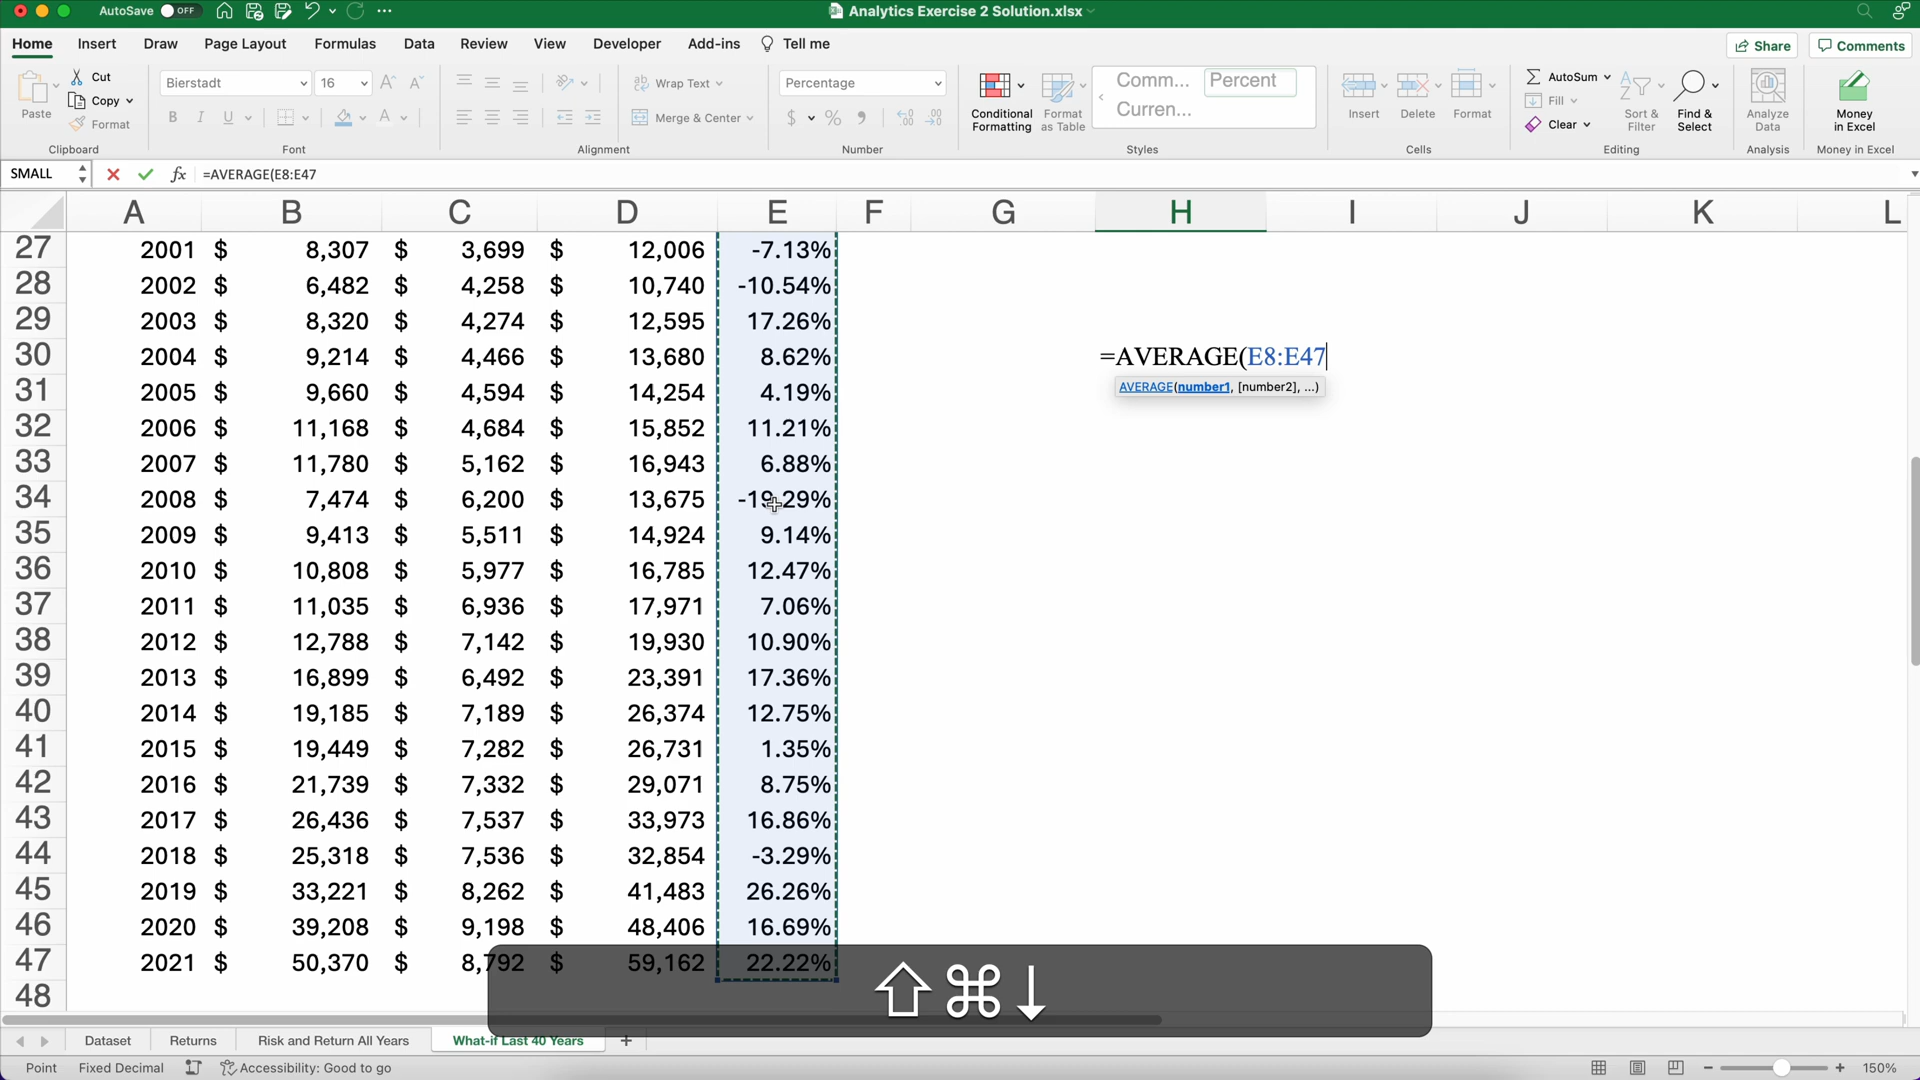 AutoSave OFF
Analytics Exercise 2 Solution.xlsx
Home Insert Draw Page Layout Formulas Data Review View Developer Add-ins Tell me
Share Comments
Paste
Cut
Copy
Format
Clipboard
Bierstadt 16
B I U A
Font
ab Wrap Text
Merge & Center
Alignment
Percentage
$ %
Number
Conditional Formatting
Format as Table
Comm... Percent
Curren...
Styles
Insert Delete Format
Cells
AutoSum
Fill
Clear
Sort & Filter
Find & Select
Editing
Analyze Data
Analysis
Money in Excel
Money in Excel
SMALL fx =AVERAGE(E8:E47
A B C D E F G H I J K L
27 2001 $ 8,307 $ 3,699 $ 12,006 -7.13%
28 2002 $ 6,482 $ 4,258 $ 10,740 -10.54%
29 2003 $ 8,320 $ 4,274 $ 12,595 17.26%
30 2004 $ 9,214 $ 4,466 $ 13,680 8.62% =AVERAGE(E8:E47
AVERAGE(number1, [number2], ...)
31 2005 $ 9,660 $ 4,594 $ 14,254 4.19%
32 2006 $ 11,168 $ 4,684 $ 15,852 11.21%
33 2007 $ 11,780 $ 5,162 $ 16,943 6.88%
34 2008 $ 7,474 $ 6,200 $ 13,675 -19.29%
35 2009 $ 9,413 $ 5,511 $ 14,924 9.14%
36 2010 $ 10,808 $ 5,977 $ 16,785 12.47%
37 2011 $ 11,035 $ 6,936 $ 17,971 7.06%
38 2012 $ 12,788 $ 7,142 $ 19,930 10.90%
39 2013 $ 16,899 $ 6,492 $ 23,391 17.36%
40 2014 $ 19,185 $ 7,189 $ 26,374 12.75%
41 2015 $ 19,449 $ 7,282 $ 26,731 1.35%
42 2016 $ 21,739 $ 7,332 $ 29,071 8.75%
43 2017 $ 26,436 $ 7,537 $ 33,973 16.86%
44 2018 $ 25,318 $ 7,536 $ 32,854 -3.29%
45 2019 $ 33,221 $ 8,262 $ 41,483 26.26%
46 2020 $ 39,208 $ 9,198 $ 48,406 16.69%
47 2021 $ 50,370 $ 8,792 $ 59,162 22.22%
48
⇧⌘↓
Dataset Returns Risk and Return All Years What-if Last 40 Years +
Point Fixed Decimal Accessibility: Good to go − + 150%